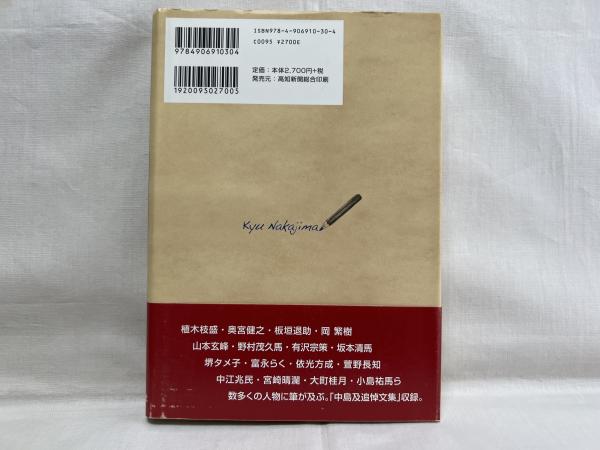 ISBN978-4-906910-30-4
C0095 ¥2700E
9784906910304
定価：本体2,700円+税
発売元：高知新聞総合印刷
1920095027005
Kyu Nakajima
植木枝盛・奥宮健之・板垣退助・岡 繁樹
山本玄峰・野村茂久馬・有沢宗策・坂本清馬
堺タメ子・富永らく・依光方成・萱野長知
中江兆民・宮崎晴瀾・大町桂月・小島祐馬ら
数多くの人物に筆が及ぶ。「中島及追悼文集」収録。